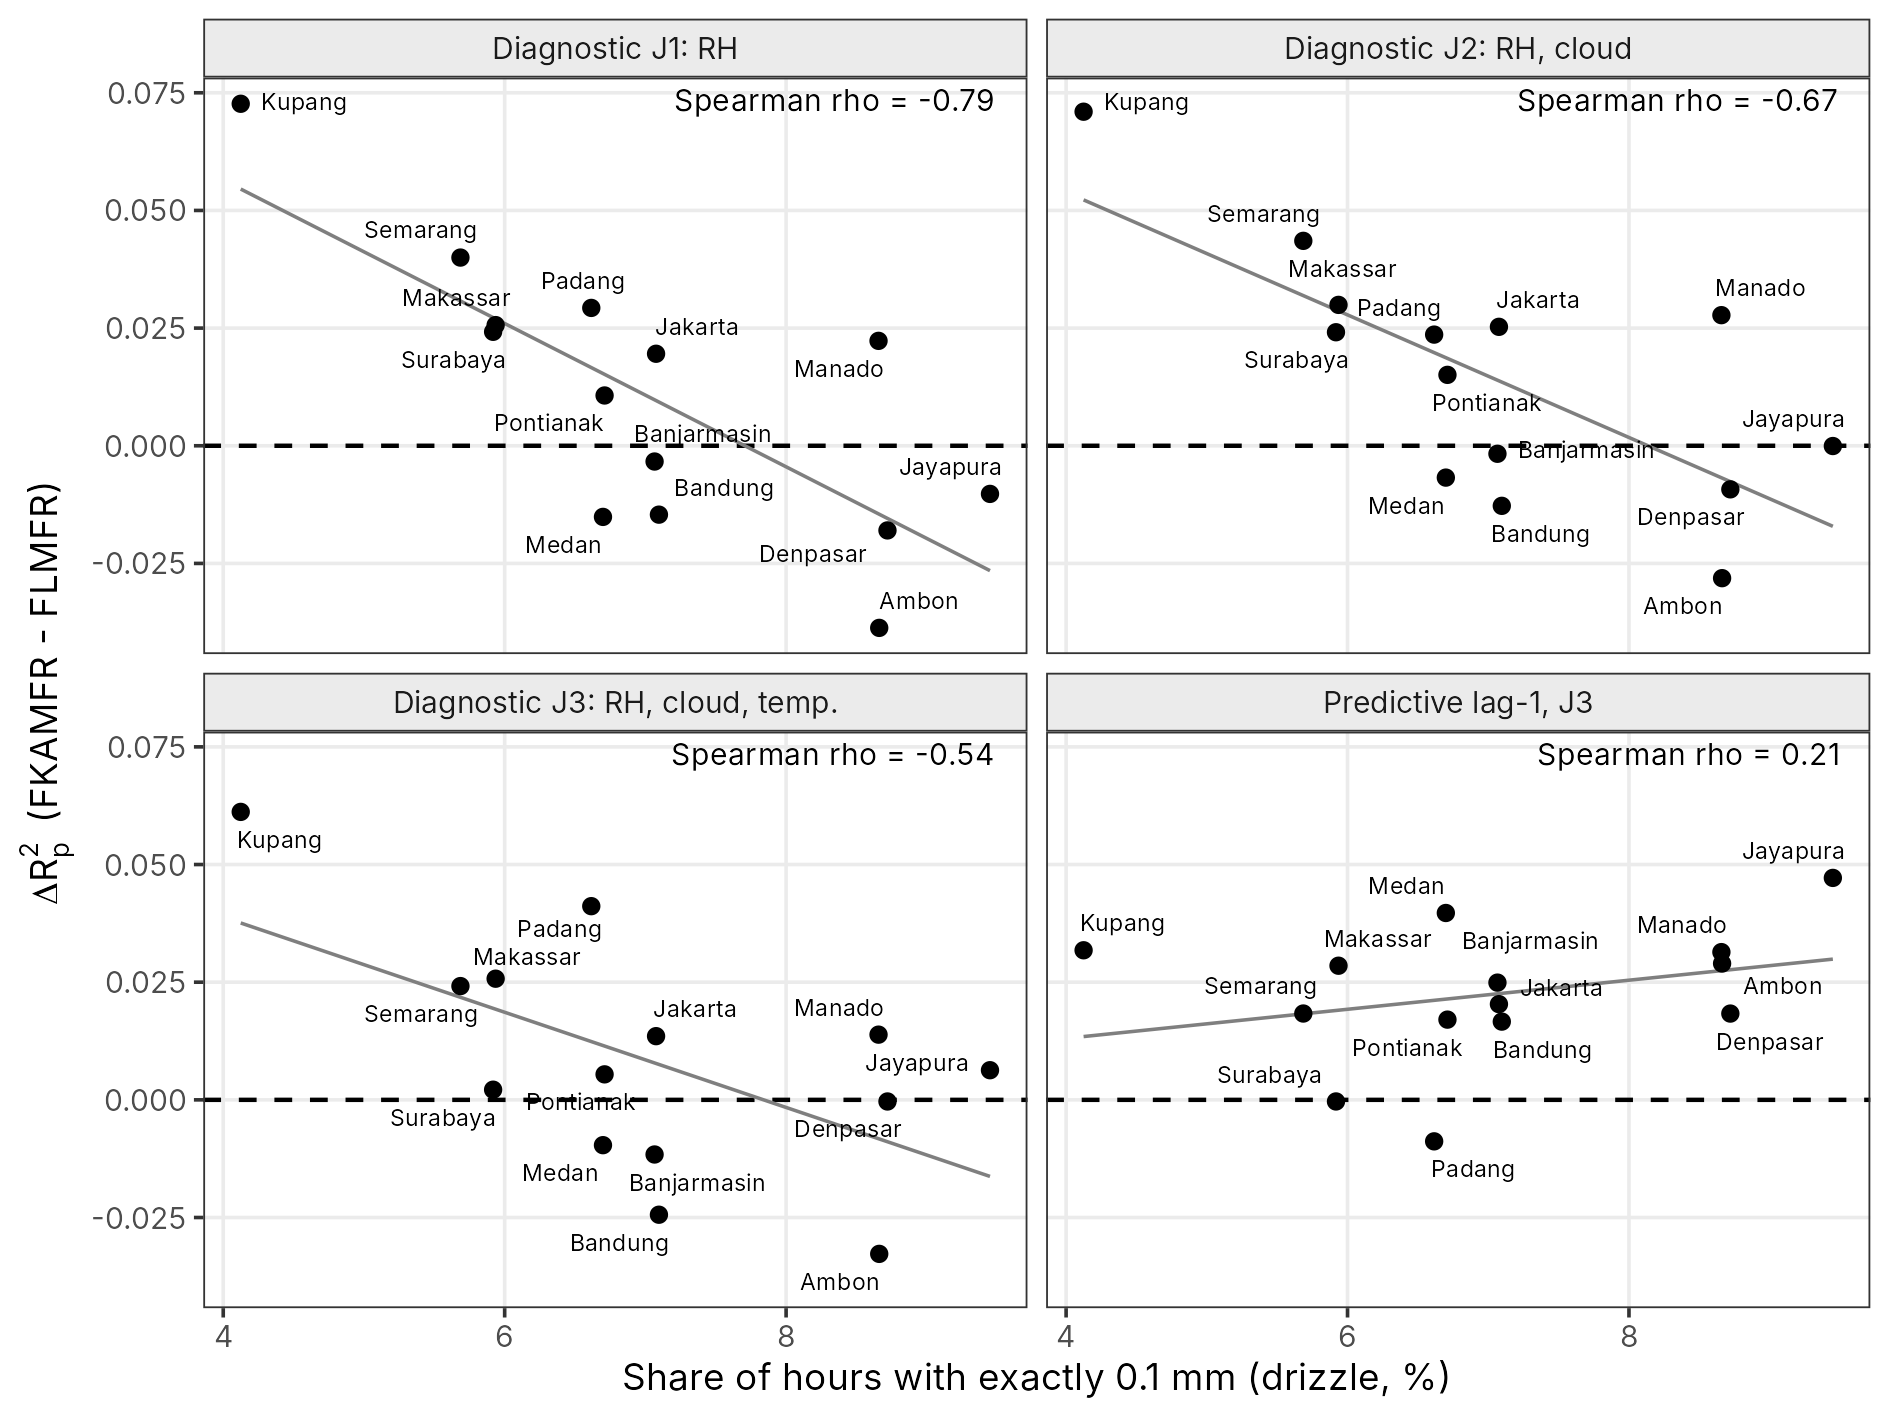 Diagnostic J1: RH
Diagnostic J2: RH, cloud
0.075
0.050
0.025
0.000
-0.025
Spearman rho = -0.79
Kupang
Semarang
Padang
Makassar
Jakarta
Surabaya
Manado
Pontianak
Banjarmasin
Jayapura
Bandung
Medan
Denpasar
Ambon
Spearman rho = -0.67
Kupang
Semarang
Makassar
Manado
Jakarta
Padang
Surabaya
Pontianak
Jayapura
Banjarmasin
Medan
Denpasar
Bandung
Ambon
Diagnostic J3: RH, cloud, temp.
Predictive lag-1, J3
0.075
0.050
0.025
0.000
-0.025
Spearman rho = -0.54
Kupang
Padang
Makassar
Jakarta
Manado
Semarang
Jayapura
Pontianak
Surabaya
Denpasar
Medan
Banjarmasin
Bandung
Ambon
Spearman rho = 0.21
Jayapura
Medan
Kupang
Manado
Makassar
Banjarmasin
Semarang
Jakarta
Ambon
Pontianak
Bandung
Denpasar
Surabaya
Padang
4 6 8
4 6 8
Share of hours with exactly 0.1 mm (drizzle, %)
ΔR²ₚ (FKAMFR - FLMFR)